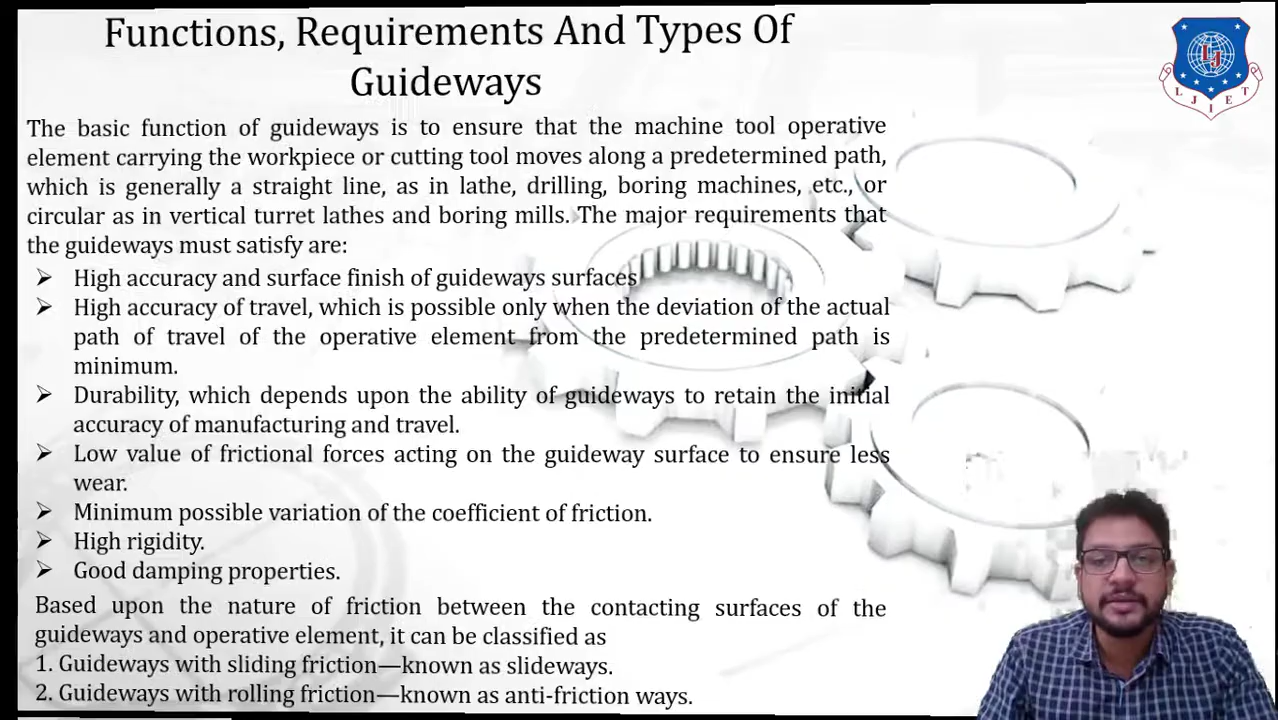 Functions, Requirements And Types Of
Guideways
The basic function of guideways is to ensure that the machine tool operative
element carrying the workpiece or cutting tool moves along a predetermined path,
which is generally a straight line, as in lathe, drilling, boring machines, etc., or
circular as in vertical turret lathes and boring mills. The major requirements that
the guideways must satisfy are:
➢ High accuracy and surface finish of guideways surfaces
➢ High accuracy of travel, which is possible only when the deviation of the actual
path of travel of the operative element from the predetermined path is
minimum.
➢ Durability, which depends upon the ability of guideways to retain the initial
accuracy of manufacturing and travel.
➢ Low value of frictional forces acting on the guideway surface to ensure less
wear.
➢ Minimum possible variation of the coefficient of friction.
➢ High rigidity.
➢ Good damping properties.
Based upon the nature of friction between the contacting surfaces of the
guideways and operative element, it can be classified as
1. Guideways with sliding friction—known as slideways.
2. Guideways with rolling friction—known as anti-friction ways.
LJ
LJIET